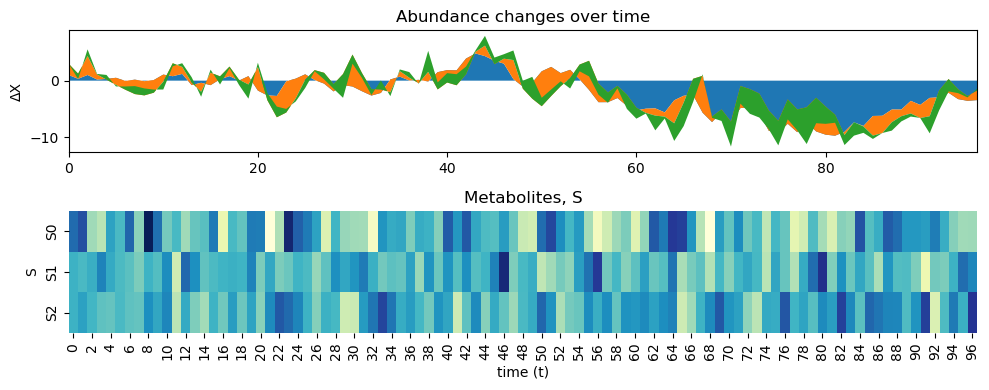 Abundance changes over time
ΔX
0
−10
0 20 40 60 80
Metabolites, S
S
S0
S1
S2
0 2 4 6 8 10 12 14 16 18 20 22 24 26 28 30 32 34 36 38 40 42 44 46 48 50 52 54 56 58 60 62 64 66 68 70 72 74 76 78 80 82 84 86 88 90 92 94 96
time (t)